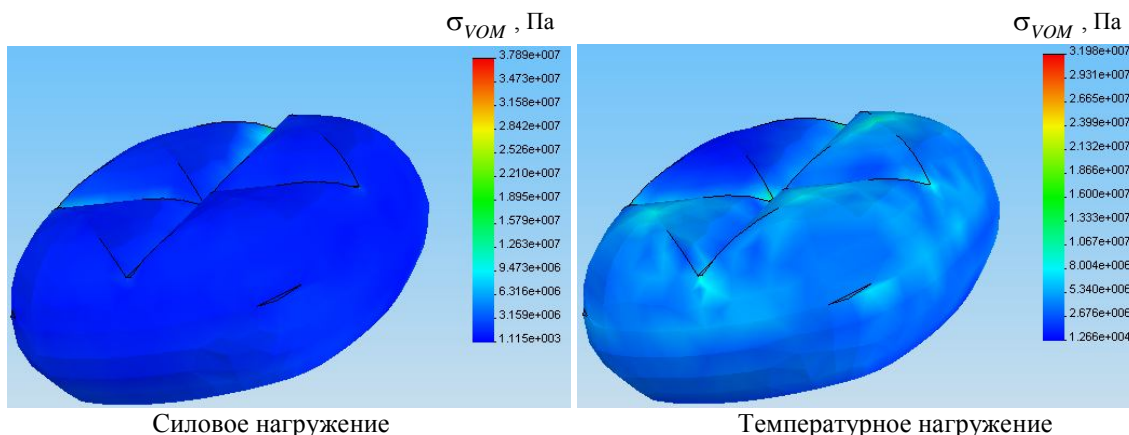 σVOM , Па
3.789e+007
3.473e+007
3.158e+007
2.842e+007
2.526e+007
2.210e+007
1.895e+007
1.579e+007
1.263e+007
9.473e+006
6.316e+006
3.159e+006
1.115e+003
Силовое нагружение
σVOM , Па
3.198e+007
2.931e+007
2.665e+007
2.399e+007
2.132e+007
1.866e+007
1.600e+007
1.333e+007
1.067e+007
8.004e+006
5.340e+006
2.676e+006
1.266e+004
Температурное нагружение